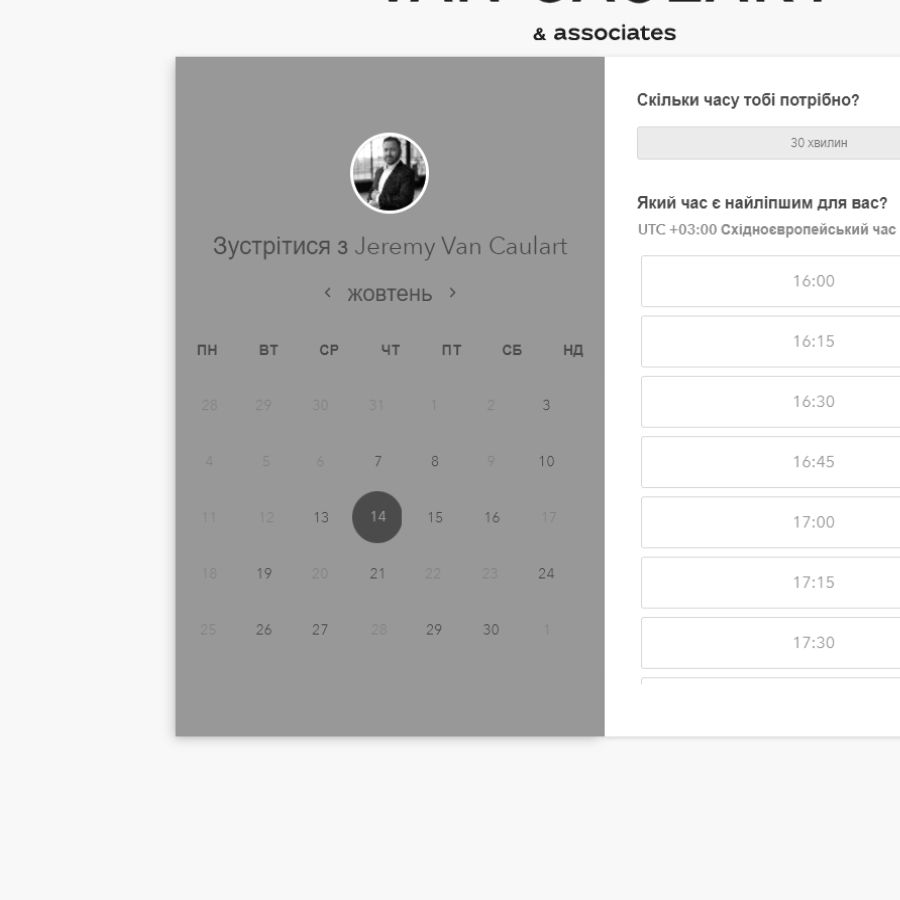 & associates
Зустрітися з Jeremy Van Caulart
< жовтень >
ПН ВТ СР ЧТ ПТ СБ НД
28 29 30 31 1 2 3
4 5 6 7 8 9 10
11 12 13 14 15 16 17
18 19 20 21 22 23 24
25 26 27 28 29 30 1
Скільки часу тобі потрібно?
30 хвилин
Який час є найліпшим для вас?
UTC +03:00 Східноєвропейський час
16:00
16:15
16:30
16:45
17:00
17:15
17:30